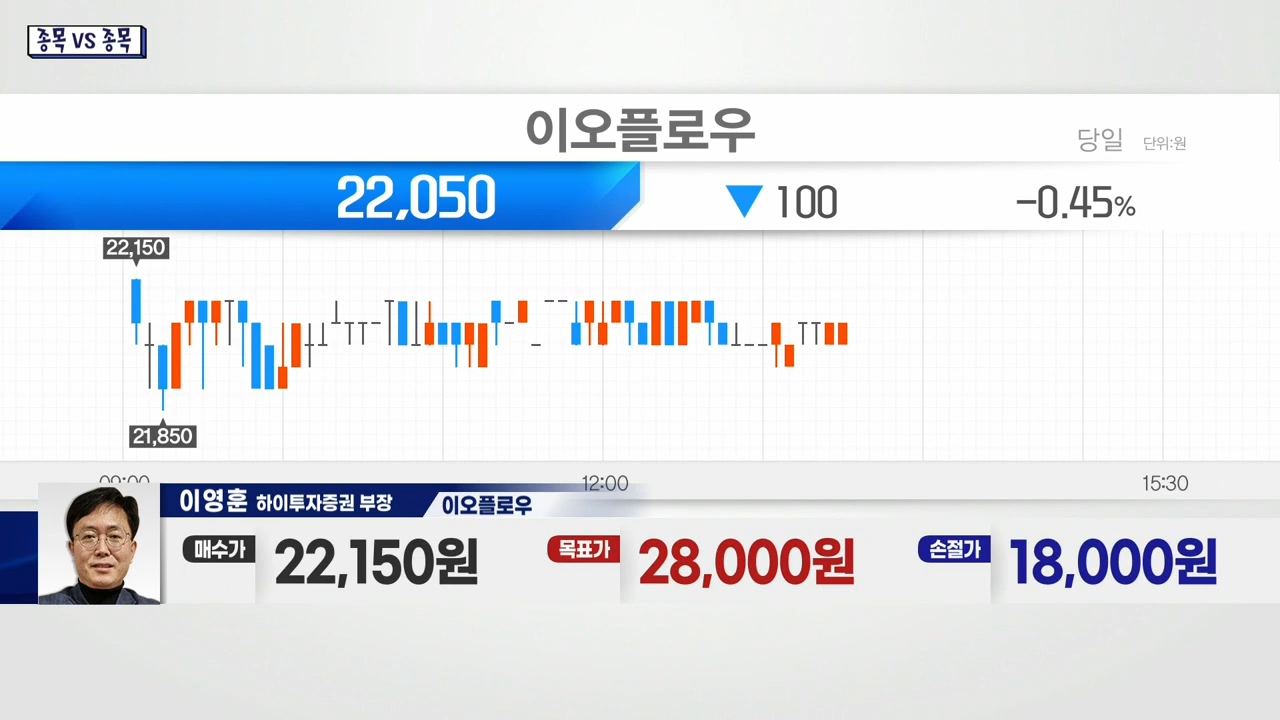 종목 VS 종목
이오플로우
당일 단위:원
22,050 ▼ 100 -0.45%
22,150
21,850
09:00 12:00 15:30
이영훈 하이투자증권 부장 이오플로우
매수가 22,150원 목표가 28,000원 손절가 18,000원